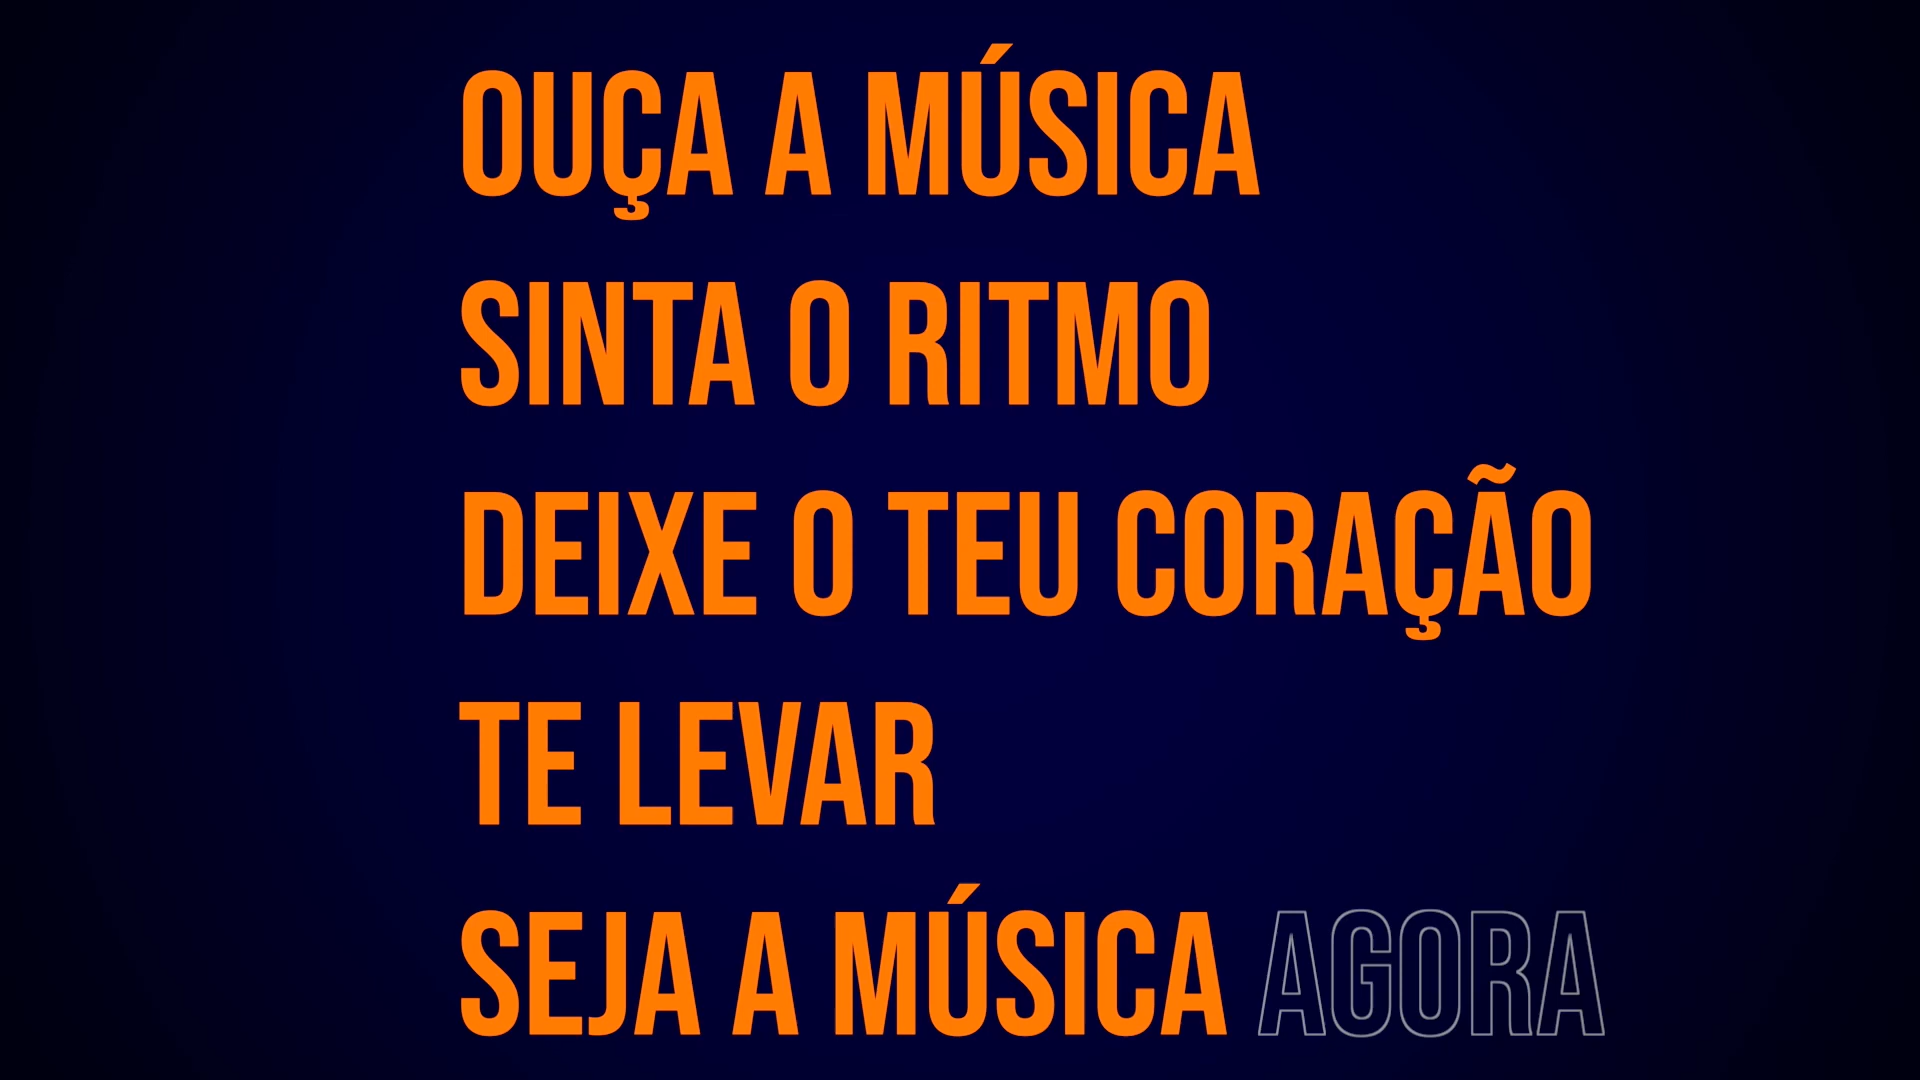 OUÇA A MÚSICA
SINTA O RITMO
DEIXE O TEU CORAÇÃO
TE LEVAR
SEJA A MÚSICA AGORA